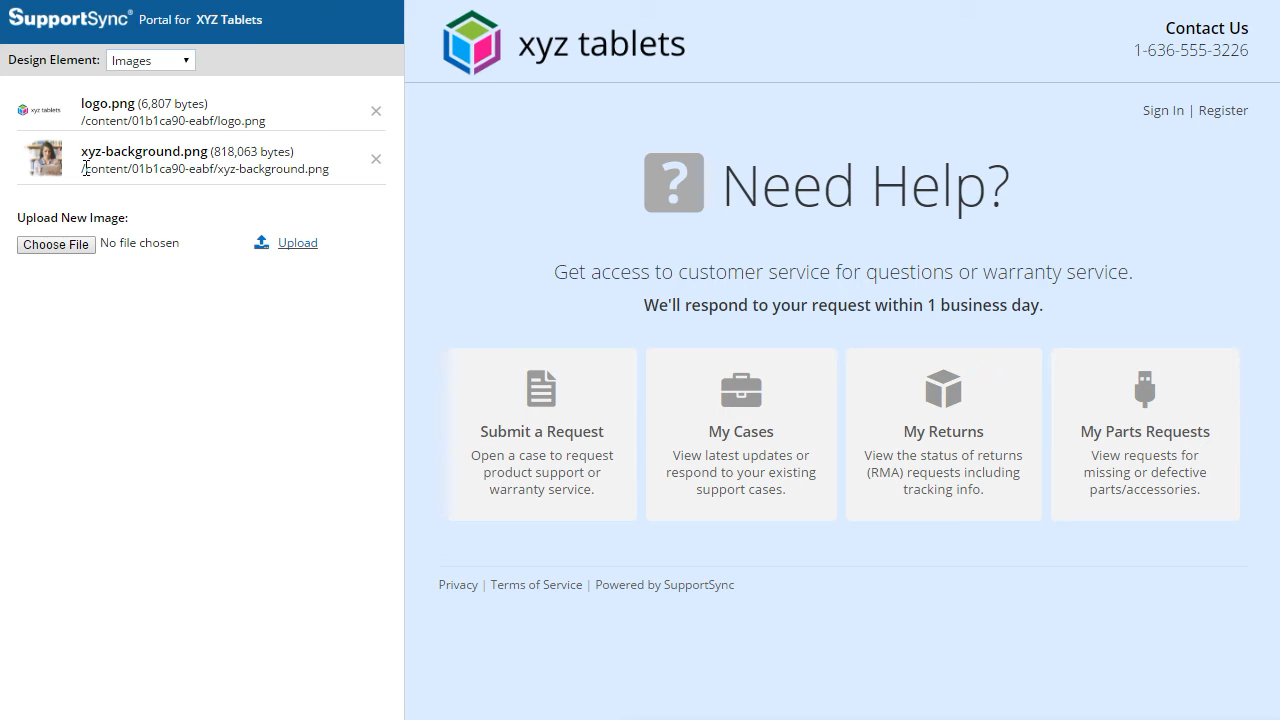 SupportSync® Portal for XYZ Tablets
Design Element: Images
logo.png (6,807 bytes)
/content/01b1ca90-eabf/logo.png
xyz-background.png (818,063 bytes)
/content/01b1ca90-eabf/xyz-background.png
Upload New Image:
Choose File No file chosen Upload
xyz tablets
xyz tablets
Contact Us
1-636-555-3226
Sign In | Register
? Need Help?
Get access to customer service for questions or warranty service.
We'll respond to your request within 1 business day.
Submit a Request
Open a case to request
product support or
warranty service.
My Cases
View latest updates or
respond to your existing
support cases.
My Returns
View the status of returns
(RMA) requests including
tracking info.
My Parts Requests
View requests for
missing or defective
parts/accessories.
Privacy | Terms of Service | Powered by SupportSync